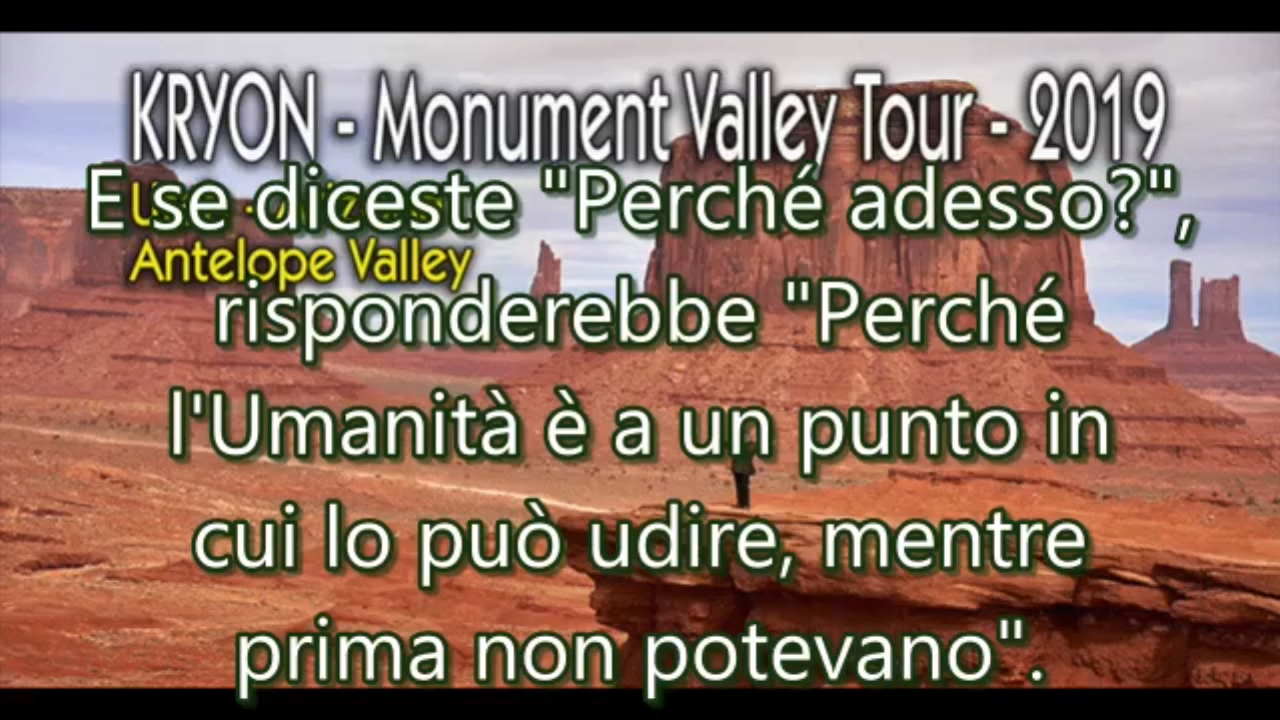 KRYON - Monument Valley Tour - 2019
E se diceste "Perché adesso?",
Antelope Valley
risponderebbe "Perché
l'Umanità è a un punto in
cui lo può udire, mentre
prima non potevano".